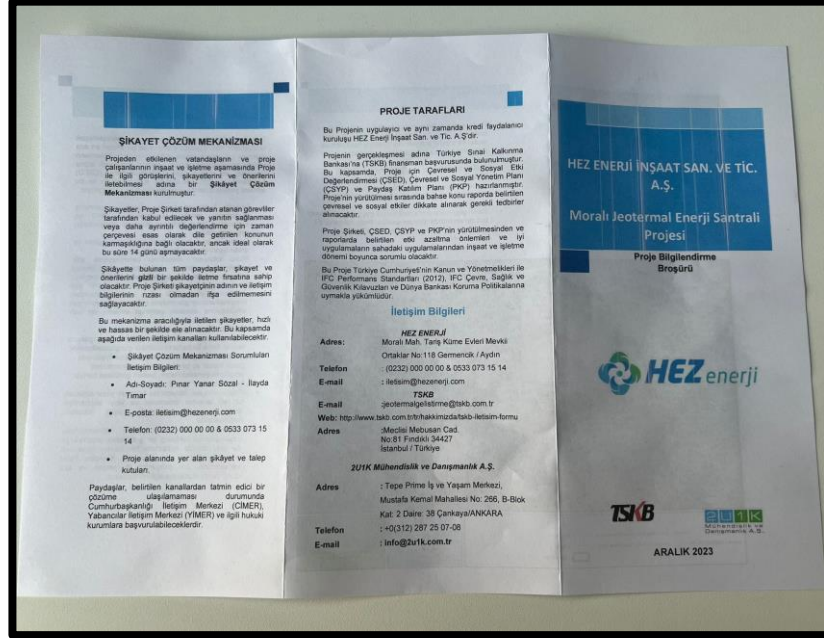 ŞİKAYET ÇÖZÜM MEKANİZMASI
Projeden etkilenen vatandaşların ve proje
çalışanlarının inşaat ve işletme aşamasında Proje
ile ilgili görüşlerini, şikayetlerini ve önerilerini
iletebilmesi adına bir Şikâyet Çözüm
Mekanizması kurulmuştur.
Şikayetler, Proje Şirketi tarafından atanan görevliler
tarafından kabul edilecek ve yanıtın sağlanması
veya daha ayrıntılı değerlendirme için zaman
çerçevesi esas olarak dile getirilen konunun
karmaşıklığına bağlı olacaktır, ancak ideal olarak
bu süre 14 günü aşmayacaktır.
Şikâyette bulunan tüm paydaşlar, şikayet ve
önerilerini gizli bir şekilde iletme fırsatına sahip
olacaktır. Proje Şirketi şikayetçinin adının ve iletişim
bilgilerinin rızası olmadan ifşa edilmemesini
sağlayacaktır.
Bu mekanizma aracılığıyla iletilen şikayetler, hızlı
ve hassas bir şekilde ele alınacaktır. Bu kapsamda
aşağıda verilen iletişim kanalları kullanılabilecektir.
• Şikâyet Çözüm Mekanizması Sorumluları
İletişim Bilgileri:
• Adı-Soyadı: Pınar Yanar Sözal - İlayda
Tımar
• E-posta: iletisim@hezenerji.com
• Telefon: (0232) 000 00 00 & 0533 073 15
14
• Proje alanında yer alan şikâyet ve talep
kutuları.
Paydaşlar, belirtilen kanallardan tatmin edici bir
çözüme ulaşılamaması durumunda
Cumhurbaşkanlığı İletişim Merkezi (CİMER),
Yabancılar İletişim Merkezi (YİMER) ve ilgili hukuki
kurumlara başvurulabileceklerdir.
PROJE TARAFLARI
Bu Projenin uygulayıcı ve aynı zamanda kredi faydalanıcı
kuruluşu HEZ Enerji İnşaat San. ve Tic. A.Ş'dir.
Projenin gerçekleşmesi adına Türkiye Sınai Kalkınma
Bankası'na (TSKB) finansman başvurusunda bulunulmuştur.
Bu kapsamda, Proje için Çevresel ve Sosyal Etki
Değerlendirmesi (ÇSED), Çevresel ve Sosyal Yönetim Planı
(ÇSYP) ve Paydaş Katılım Planı (PKP) hazırlanmıştır.
Proje'nin yürütülmesi sırasında bahse konu raporda belirtilen
çevresel ve sosyal etkiler dikkate alınarak gerekli tedbirler
alınacaktır.
Proje Şirketi, ÇSED, ÇSYP ve PKP'nin yürütülmesinden ve
raporlarda belirtilen etki azaltma önlemleri ve iyi
uygulamaların sahadaki uygulamalarından inşaat ve işletme
dönemi boyunca sorumlu olacaktır.
Bu Proje Türkiye Cumhuriyeti'nin Kanun ve Yönetmelikleri ile
IFC Performans Standartları (2012), IFC Çevre, Sağlık ve
Güvenlik Kılavuzları ve Dünya Bankası Koruma Politikalarına
uymakla yükümlüdür.
İletişim Bilgileri
HEZ ENERJİ
Adres: Moralı Mah. Tariş Küme Evleri Mevkii
Ortaklar No:118 Germencik / Aydın
Telefon : (0232) 000 00 00 & 0533 073 15 14
E-mail : iletisim@hezenerji.com
TSKB
E-mail :jeotermalgelistirme@tskb.com.tr
Web: http://www.tskb.com.tr/tr/hakkimizda/tskb-iletisim-formu
Adres :Meclisi Mebusan Cad.
No:81 Fındıklı 34427
İstanbul / Türkiye
2U1K Mühendislik ve Danışmanlık A.Ş.
Adres : Tepe Prime İş ve Yaşam Merkezi,
Mustafa Kemal Mahallesi No: 266, B-Blok
Kat: 2 Daire: 38 Çankaya/ANKARA
Telefon : +0(312) 287 25 07-08
E-mail : info@2u1k.com.tr
HEZ ENERJİ İNŞAAT SAN. VE TİC.
A.Ş.
Moralı Jeotermal Enerji Santrali
Projesi
Proje Bilgilendirme
Broşürü
HEZ enerji
TSKB
2U1K
Mühendislik ve
Danışmanlık A.Ş.
ARALIK 2023